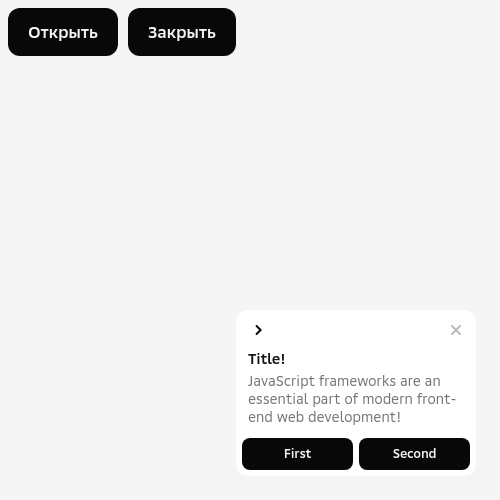 Открыть Закрыть
Title!
JavaScript frameworks are an
essential part of modern front-
end web development!
First Second